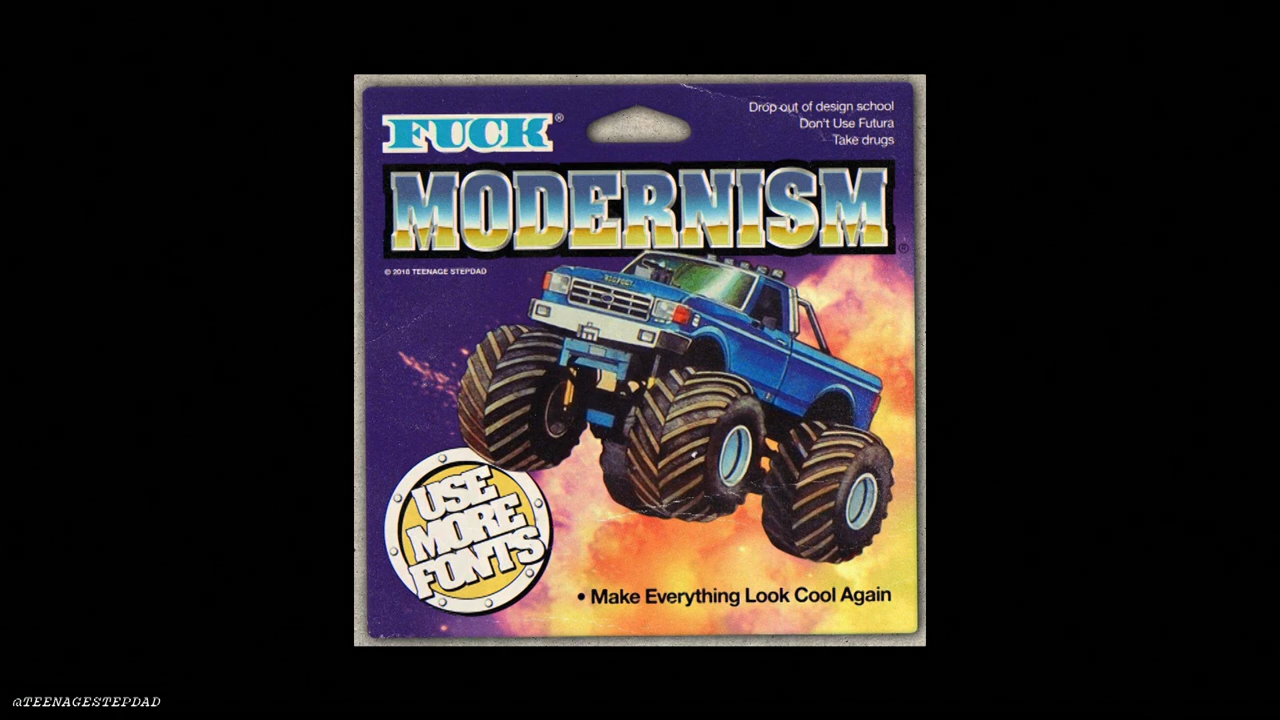 FUCK®
Drop out of design school
Don't Use Futura
Take drugs
MODERNISM®
© 2016 TEENAGE STEPDAD
USE
MORE
FONTS
• Make Everything Look Cool Again
@TEENAGESTEPDAD